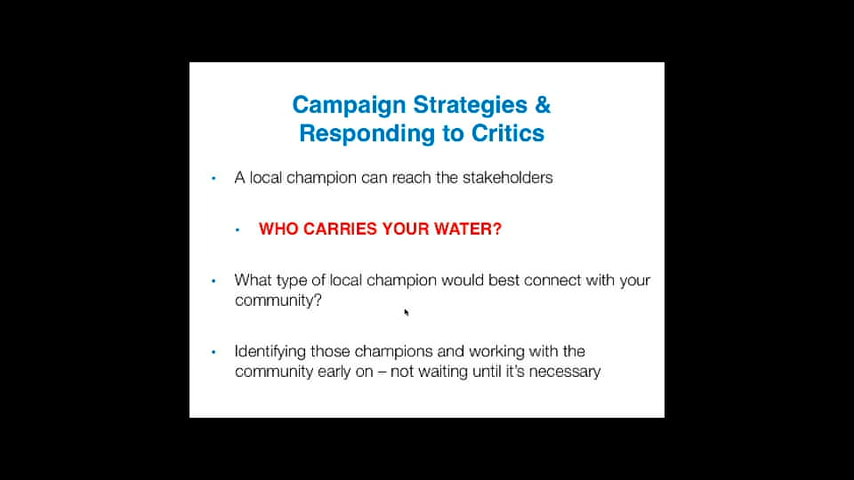 Campaign Strategies &
Responding to Critics
• A local champion can reach the stakeholders
• WHO CARRIES YOUR WATER?
• What type of local champion would best connect with your
community?
• Identifying those champions and working with the
community early on – not waiting until it's necessary